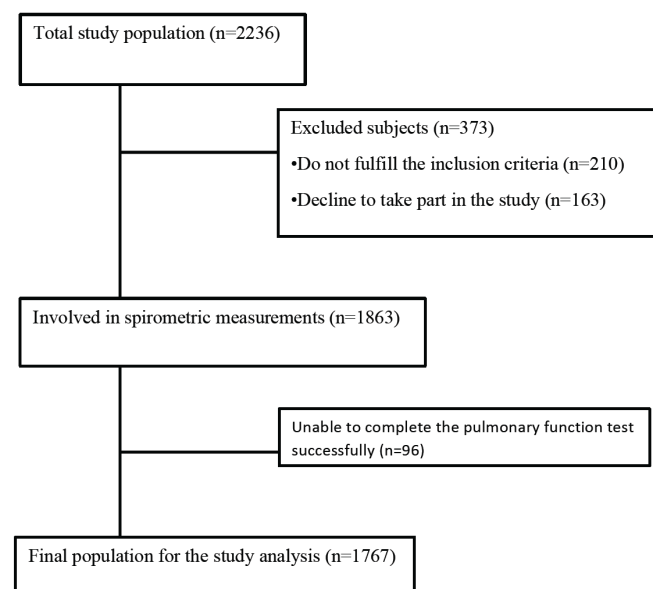 Total study population (n=2236)
Excluded subjects (n=373)
•Do not fulfill the inclusion criteria (n=210)
•Decline to take part in the study (n=163)
Involved in spirometric measurements (n=1863)
Unable to complete the pulmonary function test
successfully (n=96)
Final population for the study analysis (n=1767)